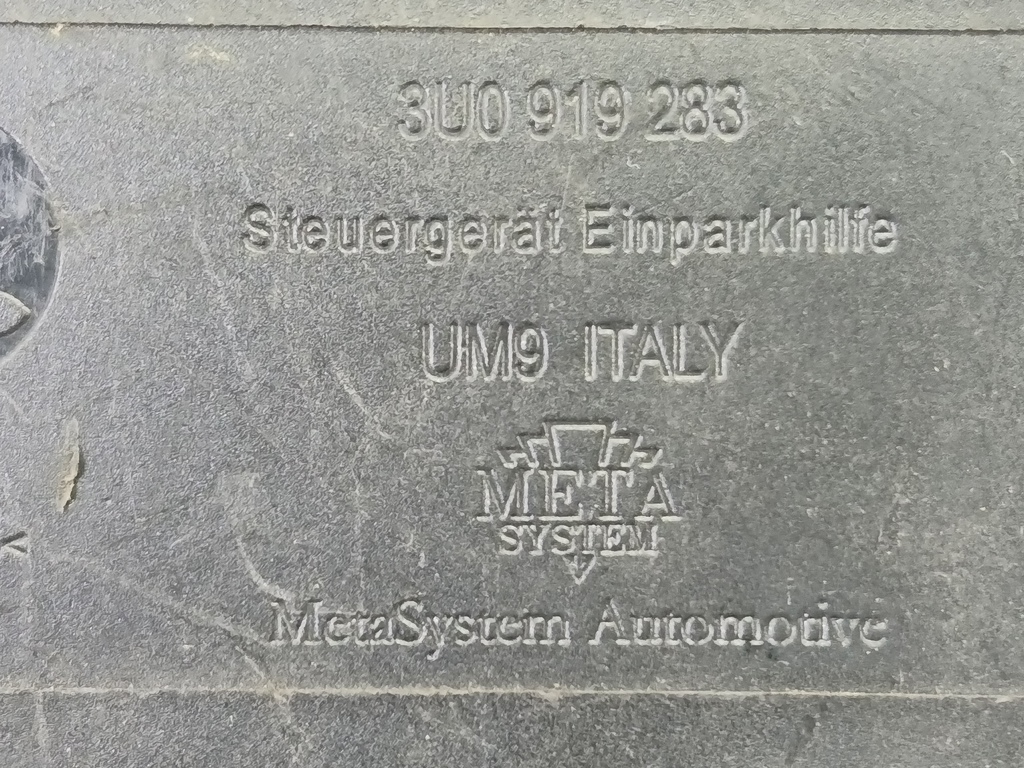 3U0 919 283
Steuergerät Einparkhilfe
UM9 ITALY
META
SYSTEM
MetaSystem Automotive